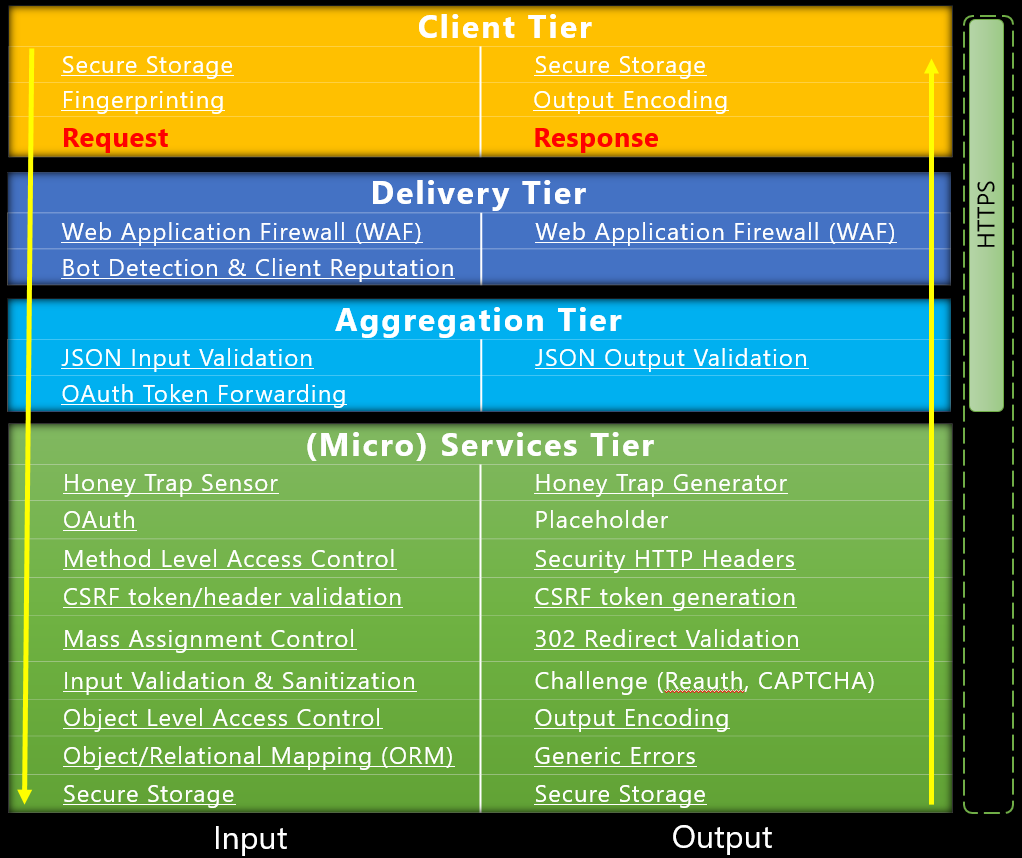 Client Tier
Secure Storage Secure Storage
Fingerprinting Output Encoding
Request Response
Delivery Tier
Web Application Firewall (WAF) Web Application Firewall (WAF)
Bot Detection & Client Reputation
Aggregation Tier
JSON Input Validation JSON Output Validation
OAuth Token Forwarding
(Micro) Services Tier
Honey Trap Sensor Honey Trap Generator
OAuth Placeholder
Method Level Access Control Security HTTP Headers
CSRF token/header validation CSRF token generation
Mass Assignment Control 302 Redirect Validation
Input Validation & Sanitization Challenge (Reauth, CAPTCHA)
Object Level Access Control Output Encoding
Object/Relational Mapping (ORM) Generic Errors
Secure Storage Secure Storage
Input Output
HTTPS